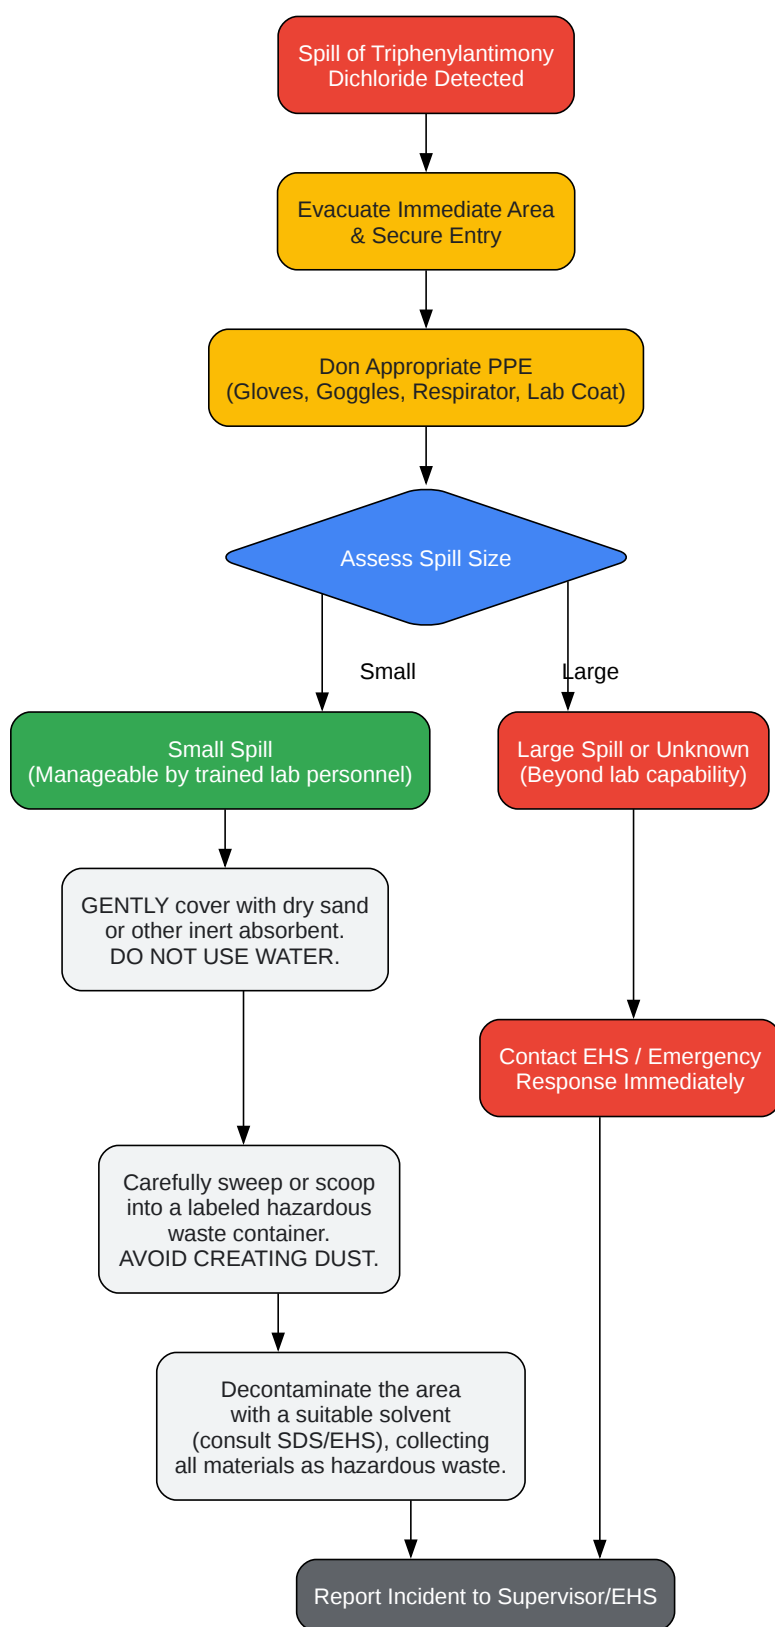 Spill of Triphenylantimony
Dichloride Detected
Evacuate Immediate Area
& Secure Entry
Don Appropriate PPE
(Gloves, Goggles, Respirator, Lab Coat)
Assess Spill Size
Small
Large
Small Spill
(Manageable by trained lab personnel)
Large Spill or Unknown
(Beyond lab capability)
GENTLY cover with dry sand
or other inert absorbent.
DO NOT USE WATER.
Contact EHS / Emergency
Response Immediately
Carefully sweep or scoop
into a labeled hazardous
waste container.
AVOID CREATING DUST.
Decontaminate the area
with a suitable solvent
(consult SDS/EHS), collecting
all materials as hazardous waste.
Report Incident to Supervisor/EHS